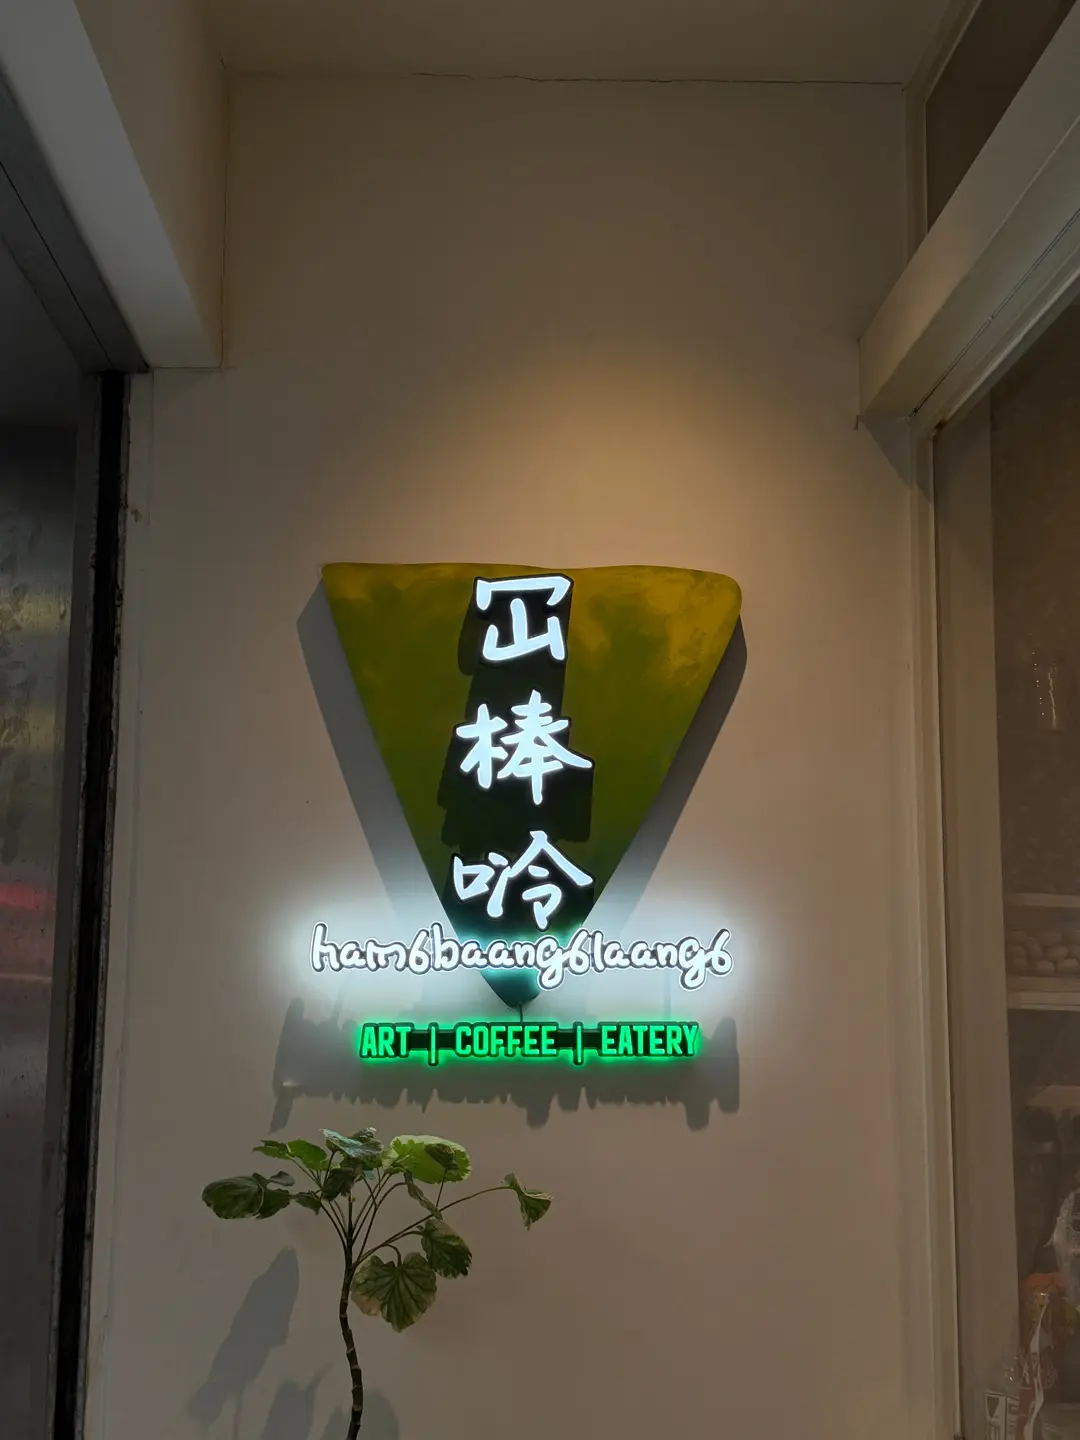 冚
棒
唥
ham6baang6laang6
ART | COFFEE | EATERY